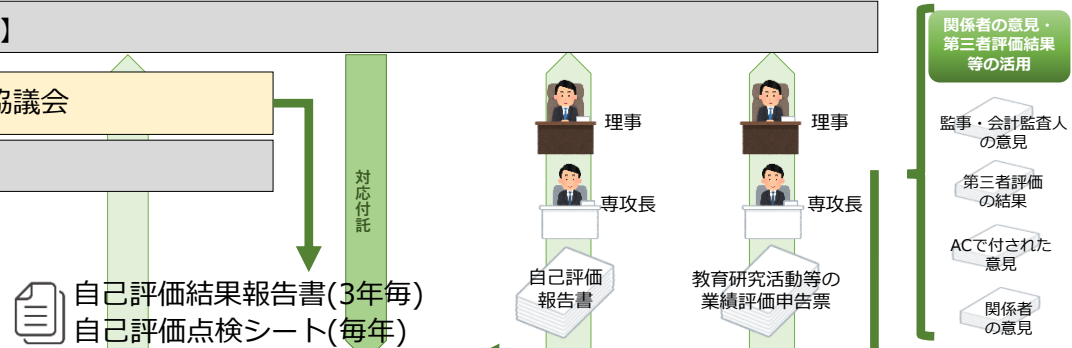 】
協議会
対応付託
自己評価結果報告書(3年毎)
自己評価点検シート(毎年)
理事
専攻長
自己評価
報告書
理事
専攻長
教育研究活動等の
業績評価申告票
関係者の意見・
第三者評価結果
等の活用
監事・会計監査人
の意見
第三者評価
の結果
ACで付された
意見
関係者
の意見